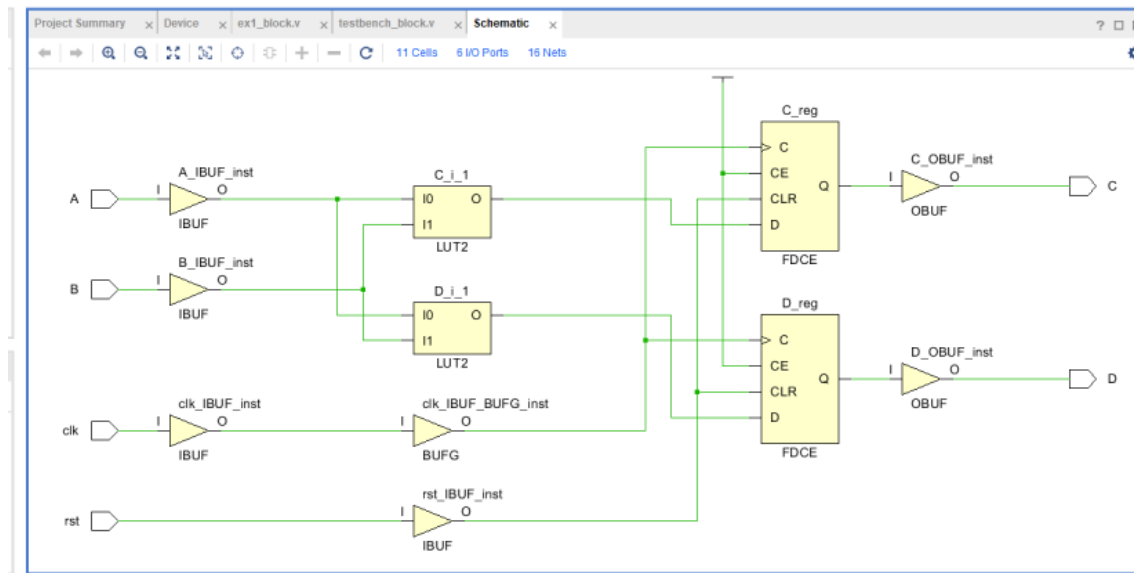 Project Summary × Device × ex1_block.v × testbench_block.v × Schematic ×
?
11 Cells 6 I/O Ports 16 Nets
C_reg
A_IBUF_inst
C_i_1
C_OBUF_inst
C
CE
CLR
D
Q
A
I
O
IBUF
I0
I1
O
LUT2
I
O
OBUF
C
FDCE
B_IBUF_inst
B
I
O
IBUF
D_i_1
I0
I1
O
LUT2
D_reg
C
CE
CLR
D
Q
FDCE
D_OBUF_inst
I
O
OBUF
D
clk_IBUF_inst
clk_IBUF_BUFG_inst
clk
I
O
IBUF
I
O
BUFG
rst_IBUF_inst
rst
I
O
IBUF